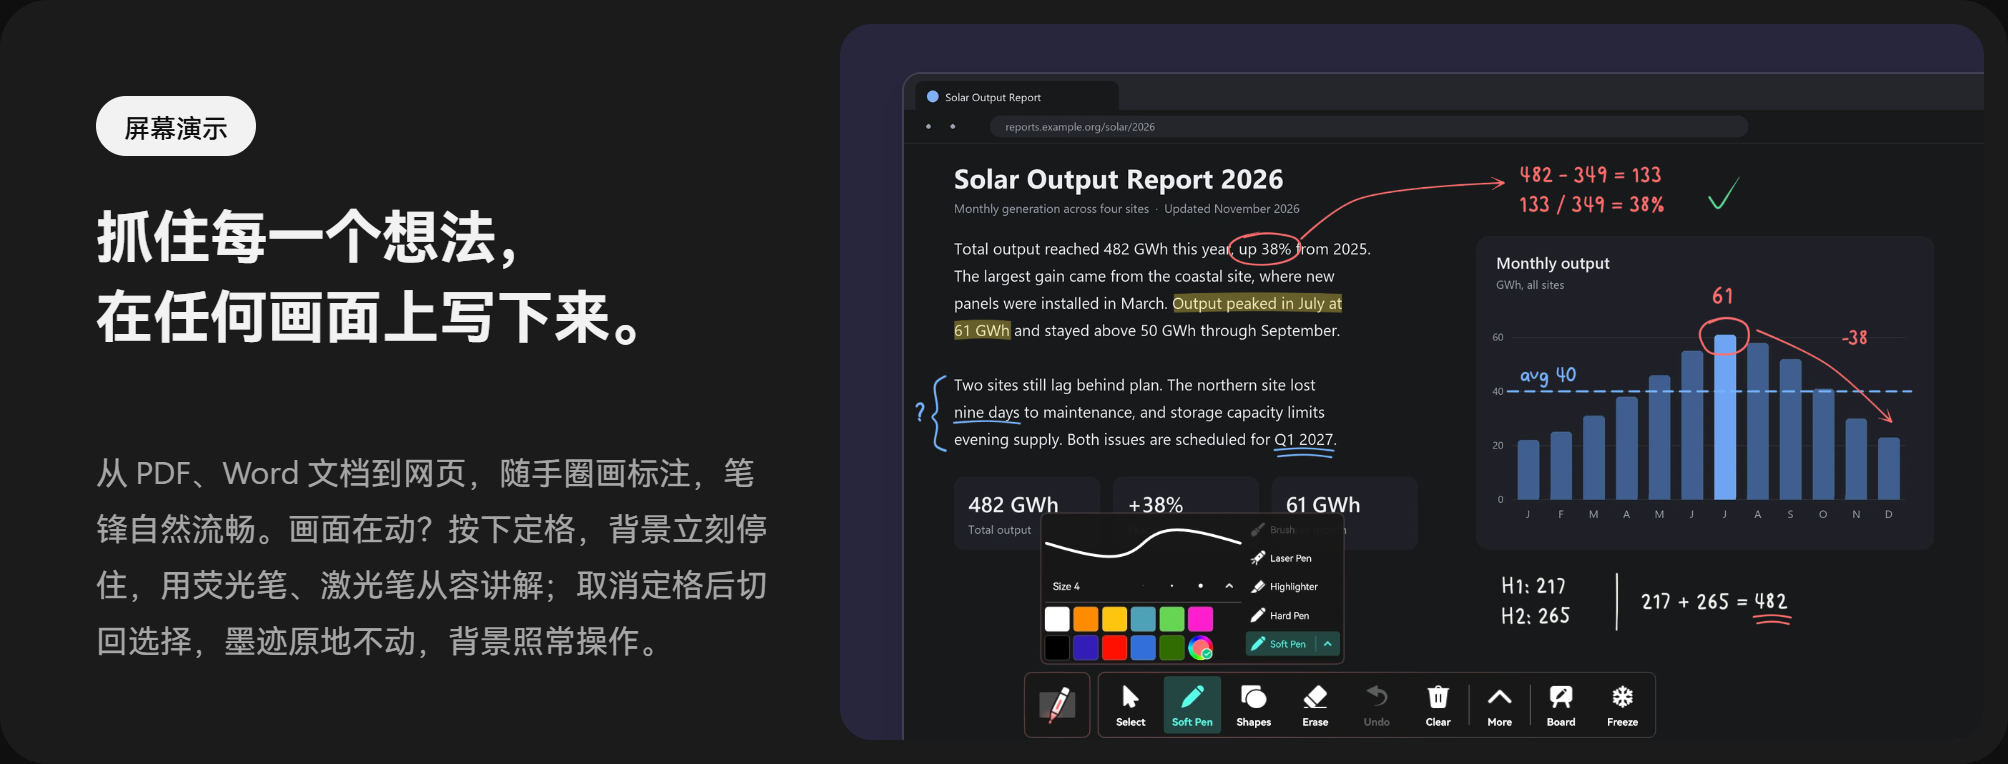 屏幕演示
抓住每一个想法，
在任何画面上写下来。
从 PDF、Word 文档到网页，随手圈画标注，笔
锋自然流畅。画面在动？按下定格，背景立刻停
住，用荧光笔、激光笔从容讲解；取消定格后切
回选择，墨迹原地不动，背景照常操作。
Solar Output Report
reports.example.org/solar/2026
Solar Output Report 2026
Monthly generation across four sites · Updated November 2026
Total output reached 482 GWh this year, up 38% from 2025.
The largest gain came from the coastal site, where new
panels were installed in March. Output peaked in July at
61 GWh and stayed above 50 GWh through September.
?
Two sites still lag behind plan. The northern site lost
nine days to maintenance, and storage capacity limits
evening supply. Both issues are scheduled for Q1 2027.
482 GWh
Total output
+38%
61 GWh
482 - 349 = 133
133 / 349 = 38%
Monthly output
GWh, all sites
61
-38
avg 40
60
40
20
0
J F M A M J J A S O N D
H1: 217
H2: 265
217 + 265 = 482
Size 4
Brush
Laser Pen
Highlighter
Hard Pen
Soft Pen
Select Soft Pen Shapes Erase Undo Clear More Board Freeze